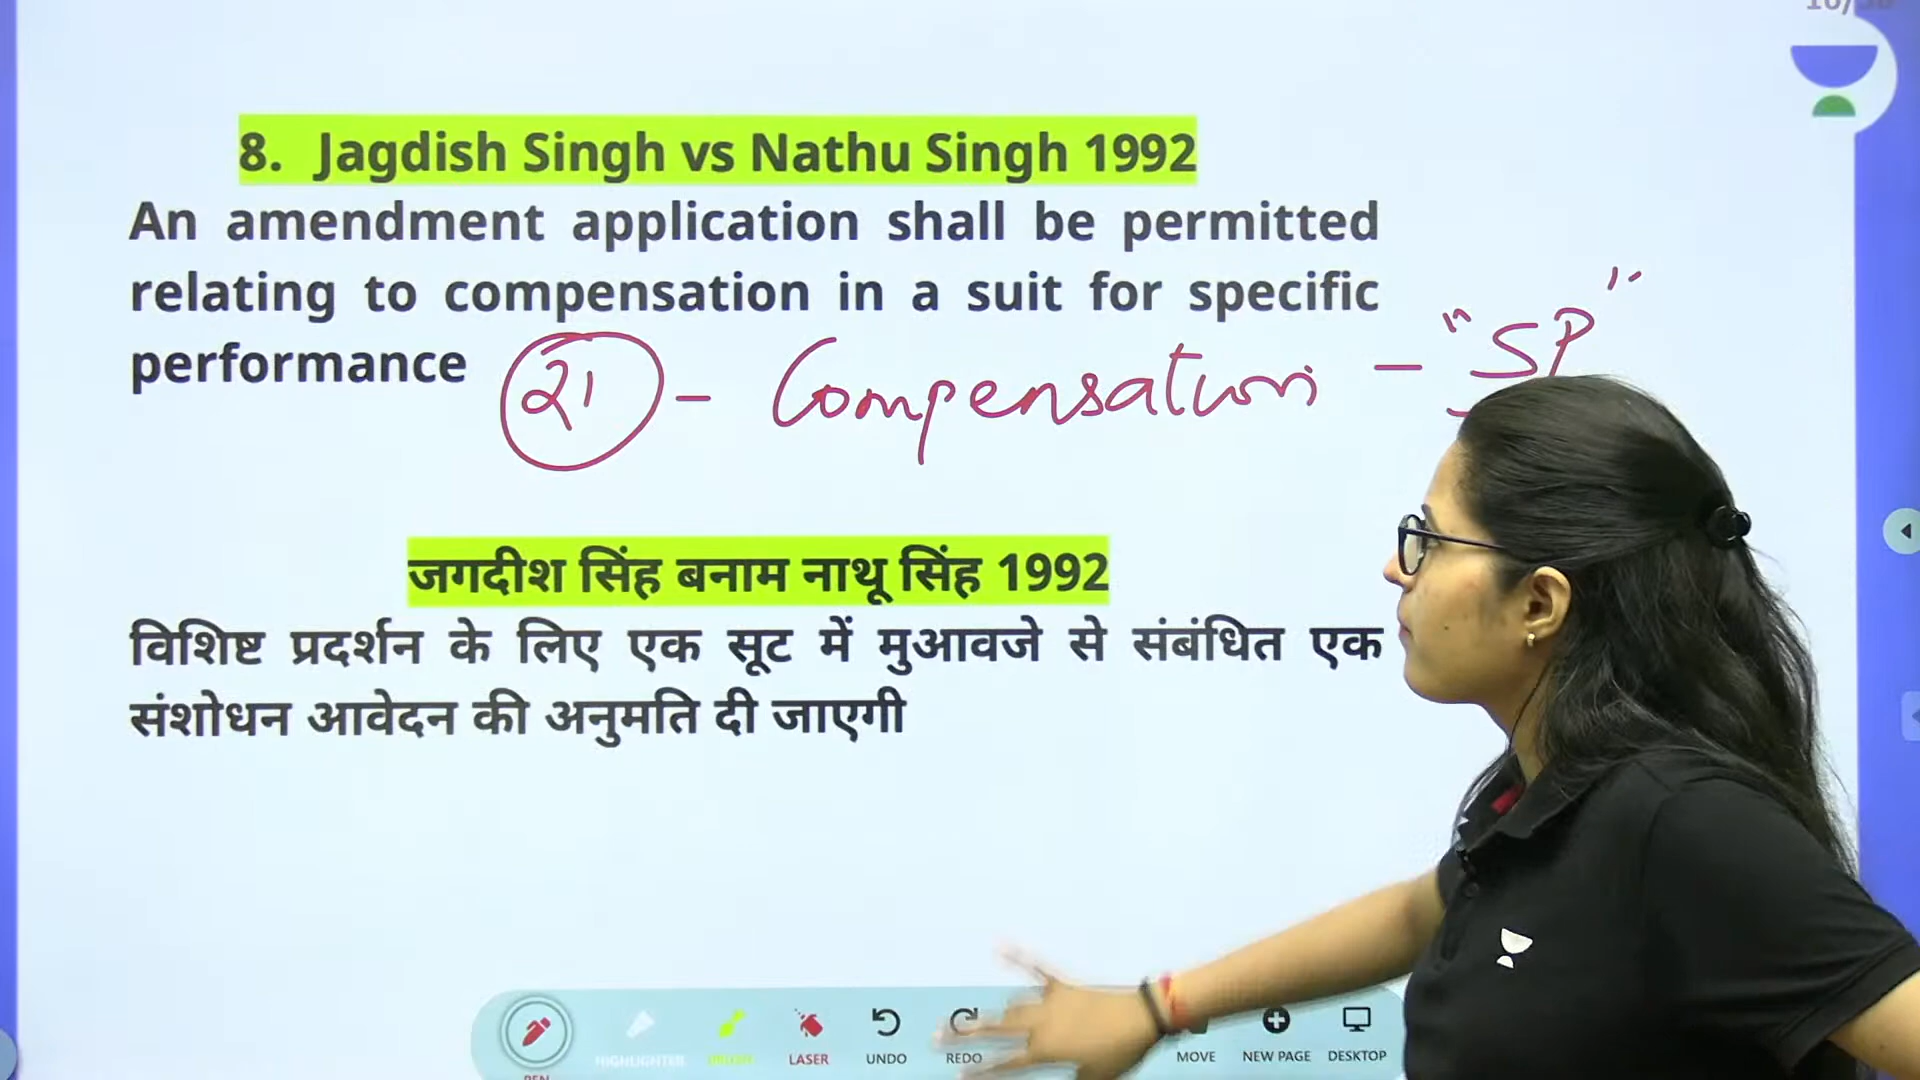 8. Jagdish Singh vs Nathu Singh 1992
An amendment application shall be permitted
relating to compensation in a suit for specific
performance
21 - Compensation - "SP"
जगदीश सिंह बनाम नाथू सिंह 1992
विशिष्ट प्रदर्शन के लिए एक सूट में मुआवजे से संबंधित एक
संशोधन आवेदन की अनुमति दी जाएगी
HIGHLIGHTER LASER UNDO REDO MOVE NEW PAGE DESKTOP